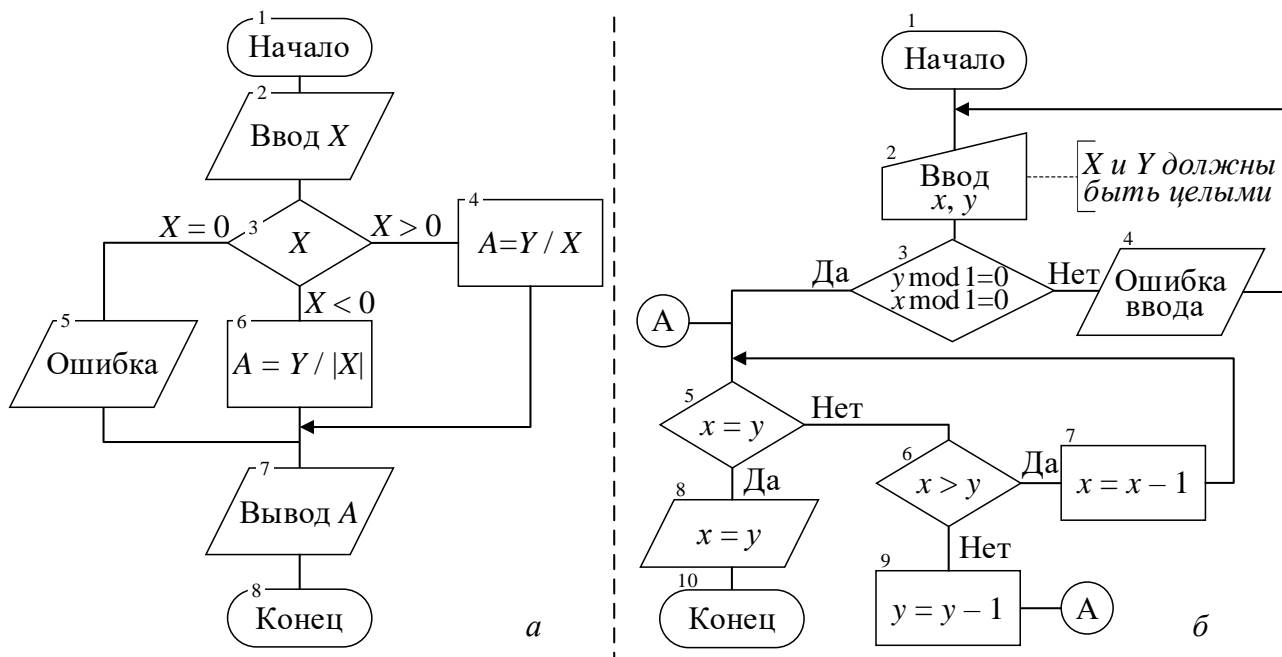 1
Начало
2
Ввод X
X = 0
3
X
X > 0
4
A=Y / X
X < 0
5
Ошибка
6
A = Y / |X|
7
Вывод A
8
Конец
а
1
Начало
2
Ввод
x, y
X и Y должны
быть целыми
Да
3
y mod 1=0
x mod 1=0
Нет
4
Ошибка
ввода
A
5
x = y
Нет
6
x > y
Да
7
x = x – 1
Да
8
x = y
Нет
9
y = y – 1
A
10
Конец
б